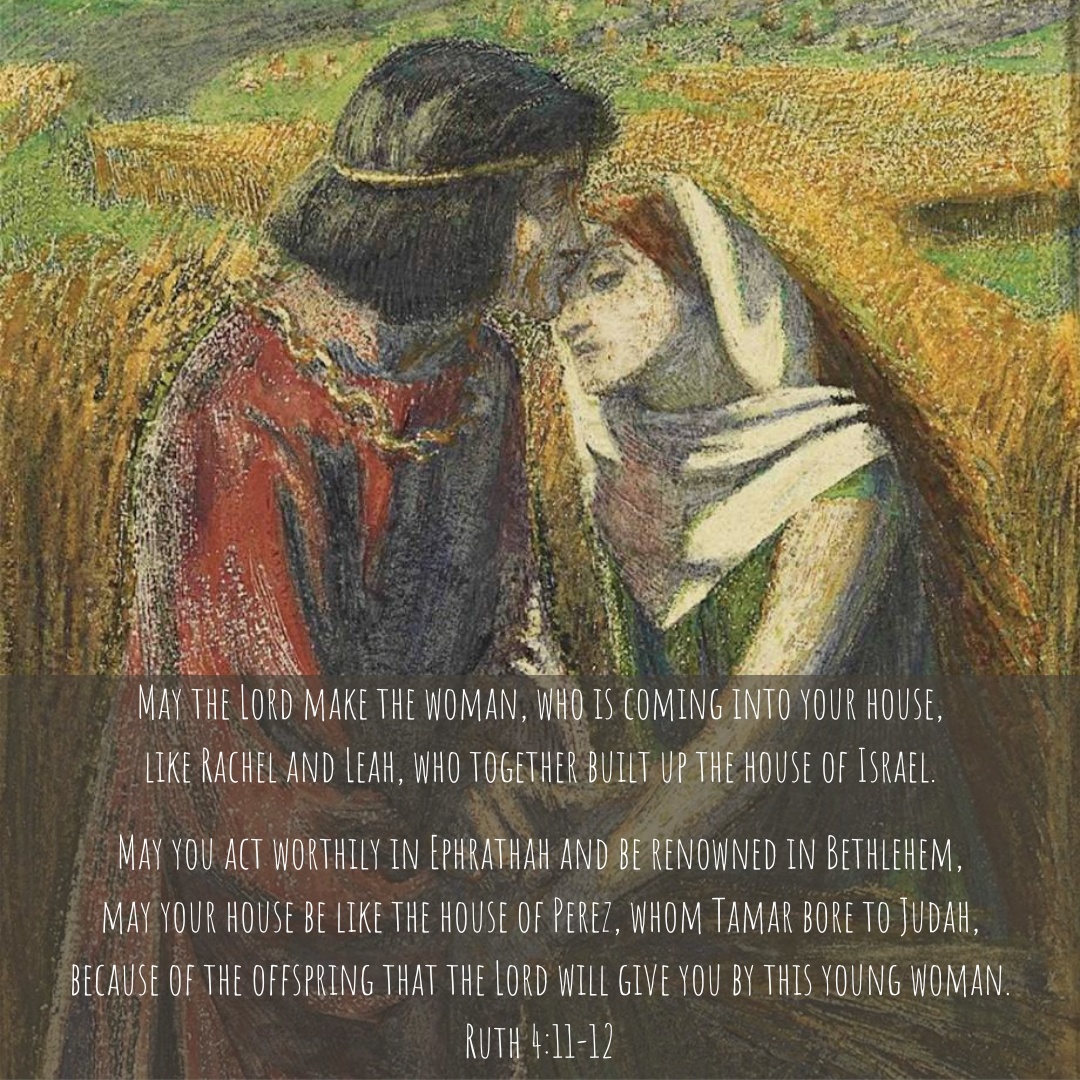 May the Lord make the woman, who is coming into your house,
like Rachel and Leah, who together built up the house of Israel.
May you act worthily in Ephrathah and be renowned in Bethlehem,
may your house be like the house of Perez, whom Tamar bore to Judah,
because of the offspring that the Lord will give you by this young woman.
Ruth 4:11-12